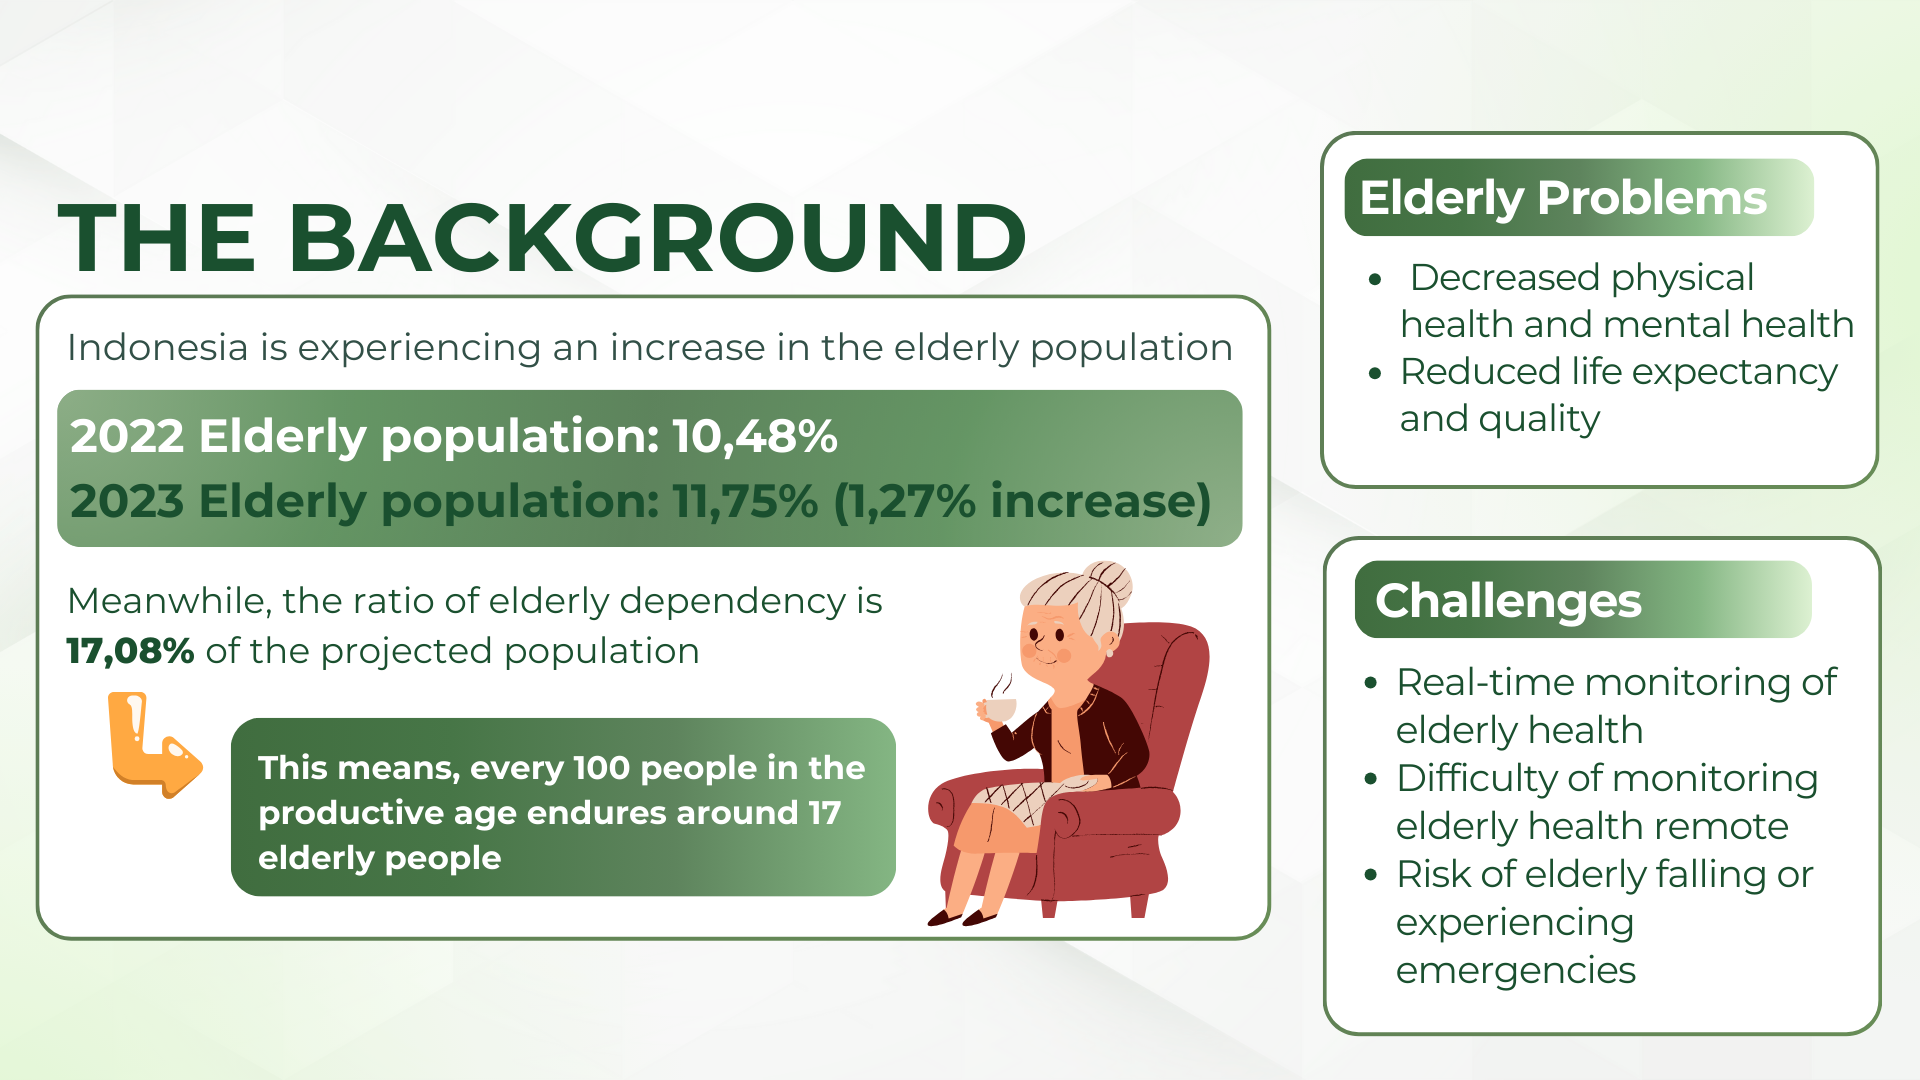 THE BACKGROUND
Indonesia is experiencing an increase in the elderly population
2022 Elderly population: 10,48%
2023 Elderly population: 11,75% (1,27% increase)
Meanwhile, the ratio of elderly dependency is
17,08% of the projected population
This means, every 100 people in the
productive age endures around 17
elderly people
Elderly Problems
• Decreased physical
health and mental health
• Reduced life expectancy
and quality
Challenges
• Real-time monitoring of
elderly health
• Difficulty of monitoring
elderly health remote
• Risk of elderly falling or
experiencing
emergencies